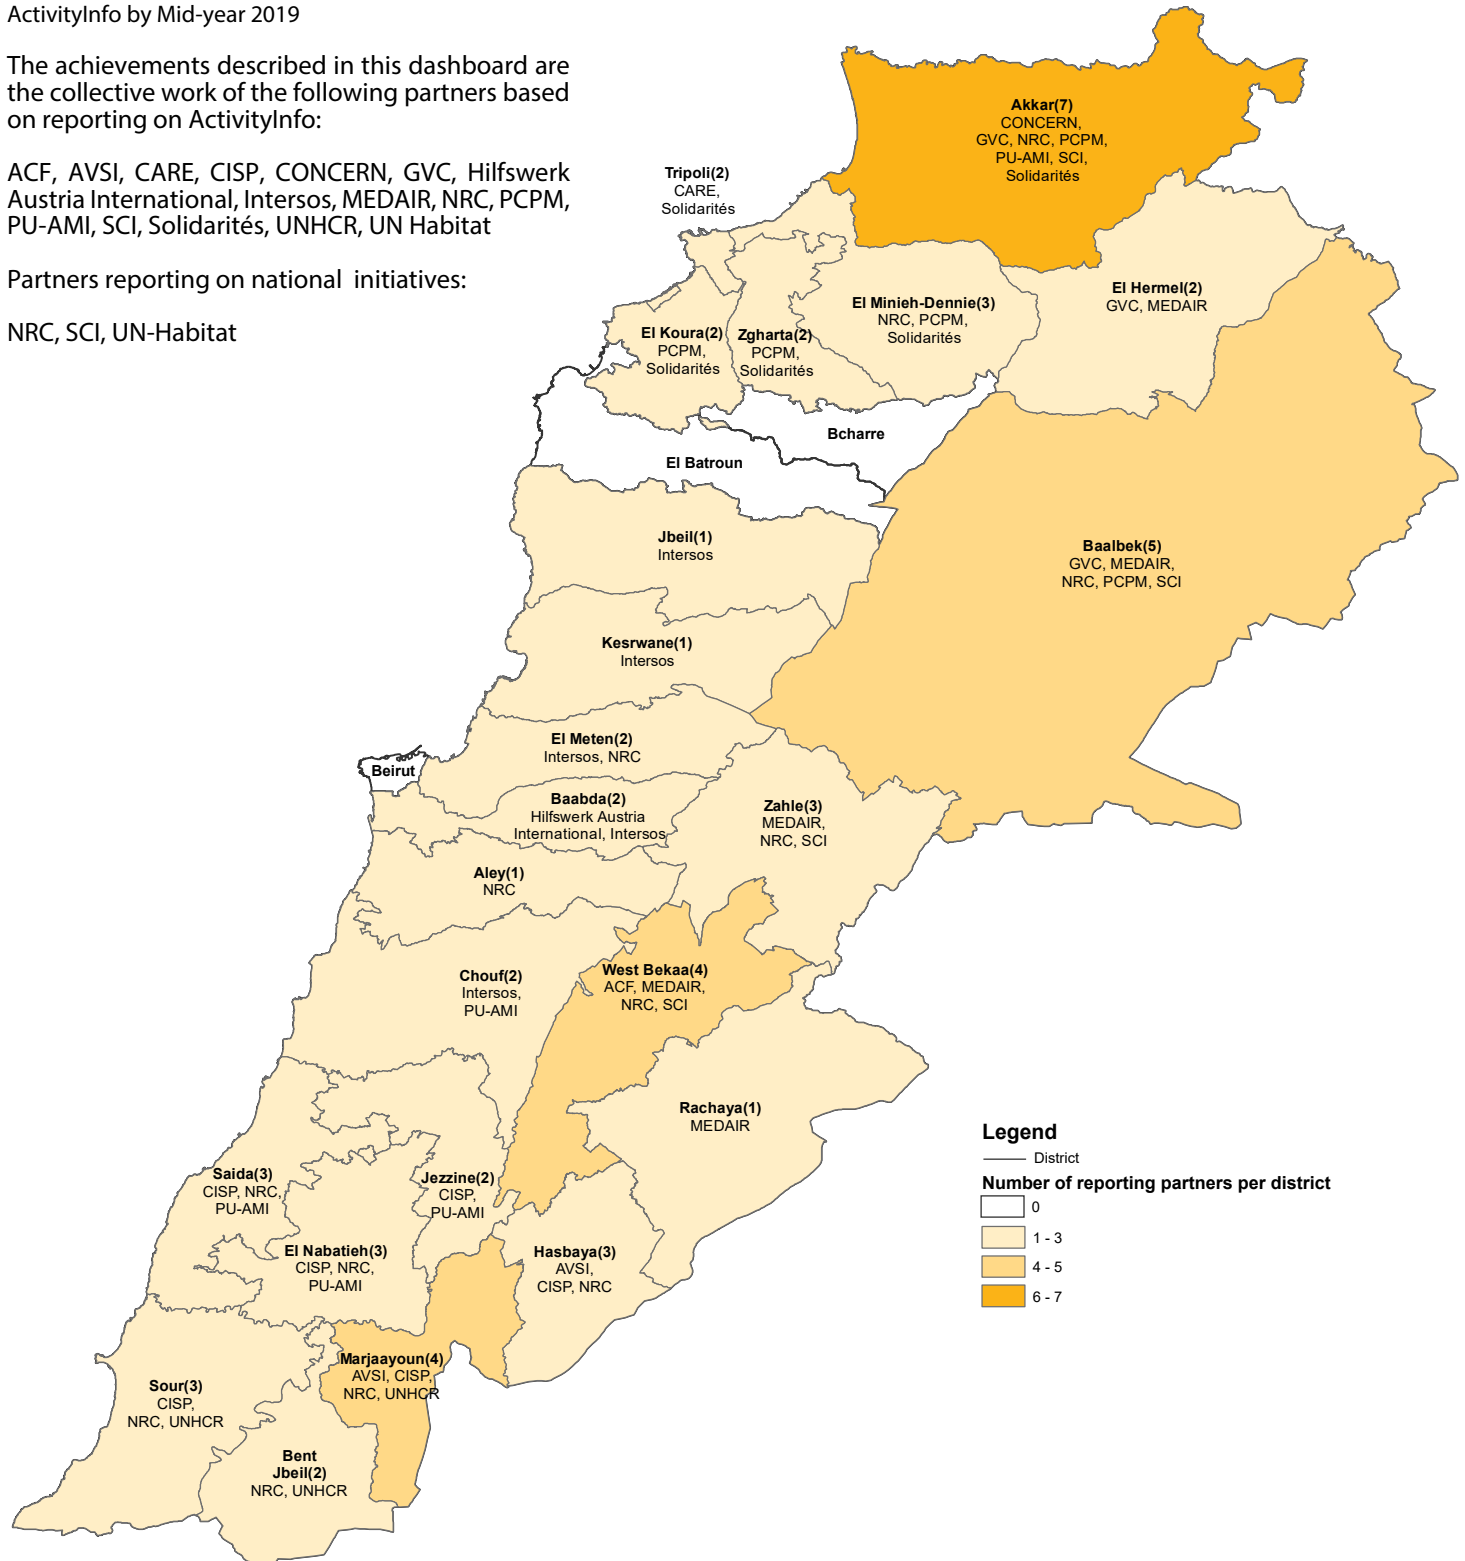 ActivityInfo by Mid-year 2019
The achievements described in this dashboard are
the collective work of the following partners based
on reporting on ActivityInfo:
ACF, AVSI, CARE, CISP, CONCERN, GVC, Hilfswerk
Austria International, Intersos, MEDAIR, NRC, PCPM,
PU-AMI, SCI, Solidarités, UNHCR, UN Habitat
Partners reporting on national initiatives:
NRC, SCI, UN-Habitat
Akkar(7)
CONCERN,
GVC, NRC, PCPM,
PU-AMI, SCI,
Solidarités
Tripoli(2)
CARE,
Solidarités
El Hermel(2)
GVC, MEDAIR
El Minieh-Dennie(3)
NRC, PCPM,
Solidarités
El Koura(2)
PCPM,
Solidarités
Zgharta(2)
PCPM,
Solidarités
Bcharre
El Batroun
Jbeil(1)
Intersos
Baalbek(5)
GVC, MEDAIR,
NRC, PCPM, SCI
Kesrwane(1)
Intersos
El Meten(2)
Intersos, NRC
Beirut
Baabda(2)
Hilfswerk Austria
International, Intersos
Zahle(3)
MEDAIR,
NRC, SCI
Aley(1)
NRC
Chouf(2)
Intersos,
PU-AMI
West Bekaa(4)
ACF, MEDAIR,
NRC, SCI
Rachaya(1)
MEDAIR
Saida(3)
CISP, NRC,
PU-AMI
Jezzine(2)
CISP,
PU-AMI
El Nabatieh(3)
CISP, NRC,
PU-AMI
Hasbaya(3)
AVSI,
CISP, NRC
Marjaayoun(4)
AVSI, CISP,
NRC, UNHCR
Sour(3)
CISP,
NRC, UNHCR
Bent
Jbeil(2)
NRC, UNHCR
Legend
District
Number of reporting partners per district
0
1 - 3
4 - 5
6 - 7